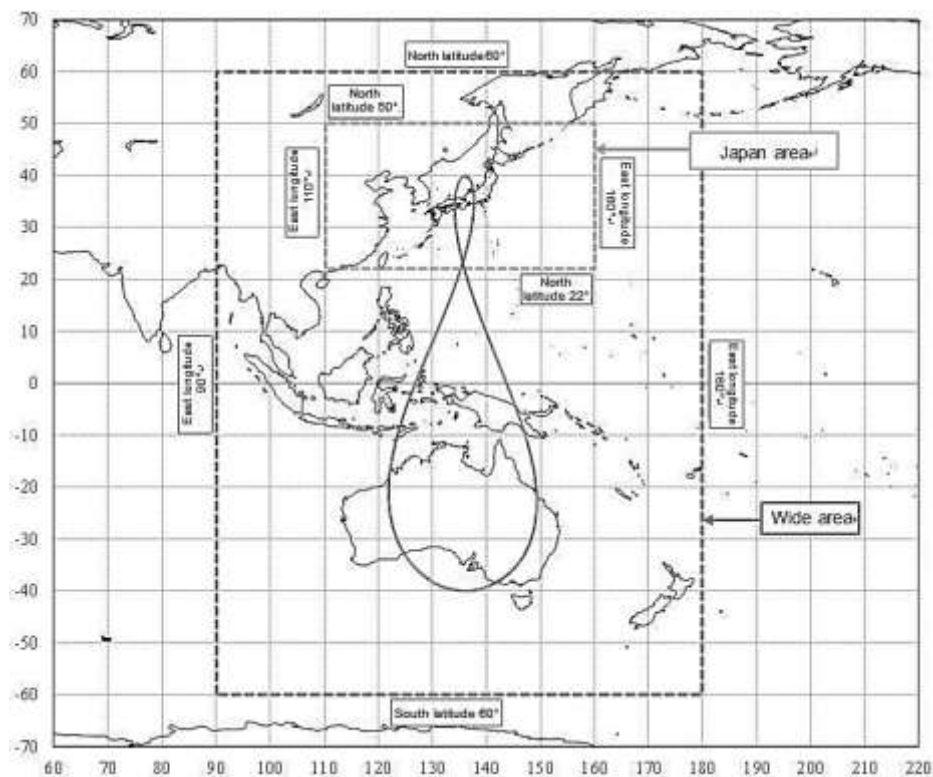 70
North latitude 60°
60
North
latitude 50°.
50
Japan area↵
40
East longitude
110°↵
East longitude
160°↵
30
20
North
latitude 22°
10
East longitude
90°↵
East longitude
180°↵
0
-10
-20
Wide area↵
-30
-40
-50
-60
South latitude 60°
-70
60 70 80 90 100 110 120 130 140 150 160 170 180 190 200 210 220